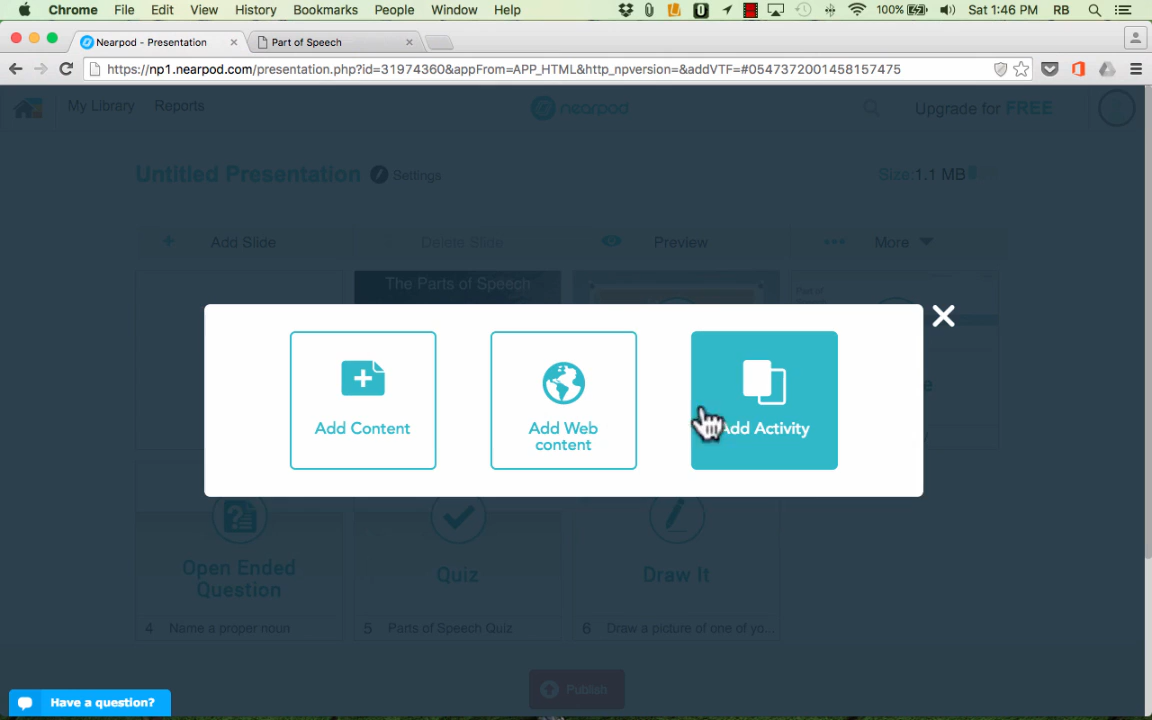 Chrome File Edit View History Bookmarks People Window Help 100% Sat 1:46 PM RB
Nearpod - Presentation Part of Speech
https://np1.nearpod.com/presentation.php?id=31974360&appFrom=APP_HTML&http_npversion=&addVTF=#0547372001458157475
My Library Reports nearpod Upgrade for FREE
Untitled Presentation Settings Size:1.1 MB
Add Slide Delete Slide Preview More
The Parts of Speech
Part of
Add Content
Add Web
content
Add Activity
Open Ended
Question
Quiz
Draw It
4 Name a proper noun
5 Parts of Speech Quiz
6 Draw a picture of one of yo...
Publish
Have a question?